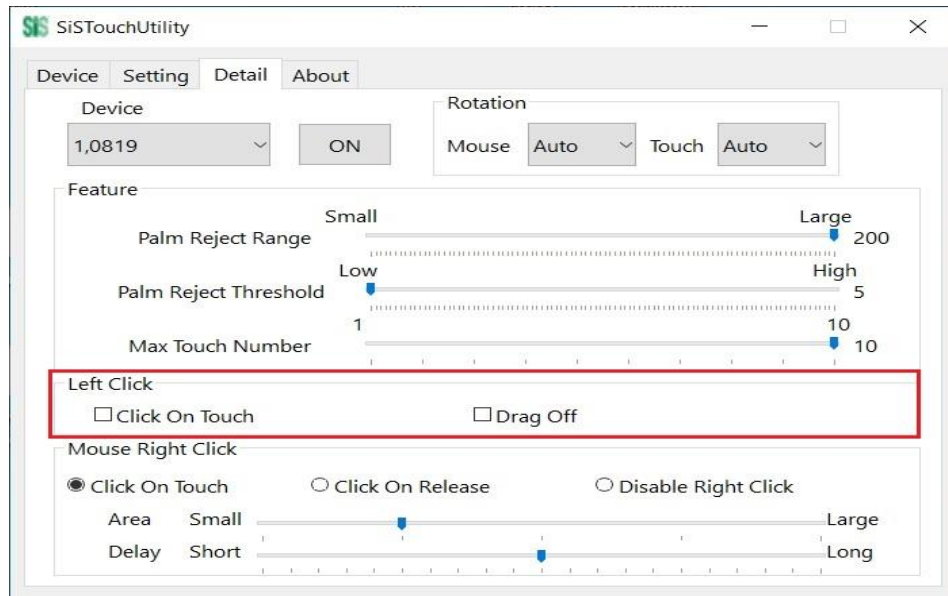 SiS SiSTouchUtility
Device Setting Detail About
Device
1,0819
ON
Rotation
Mouse Auto Touch Auto
Feature
Small Large
Palm Reject Range 200
Low High
Palm Reject Threshold 5
1 10
Max Touch Number 10
Left Click
Click On Touch Drag Off
Mouse Right Click
Click On Touch Click On Release Disable Right Click
Area Small Large
Delay Short Long